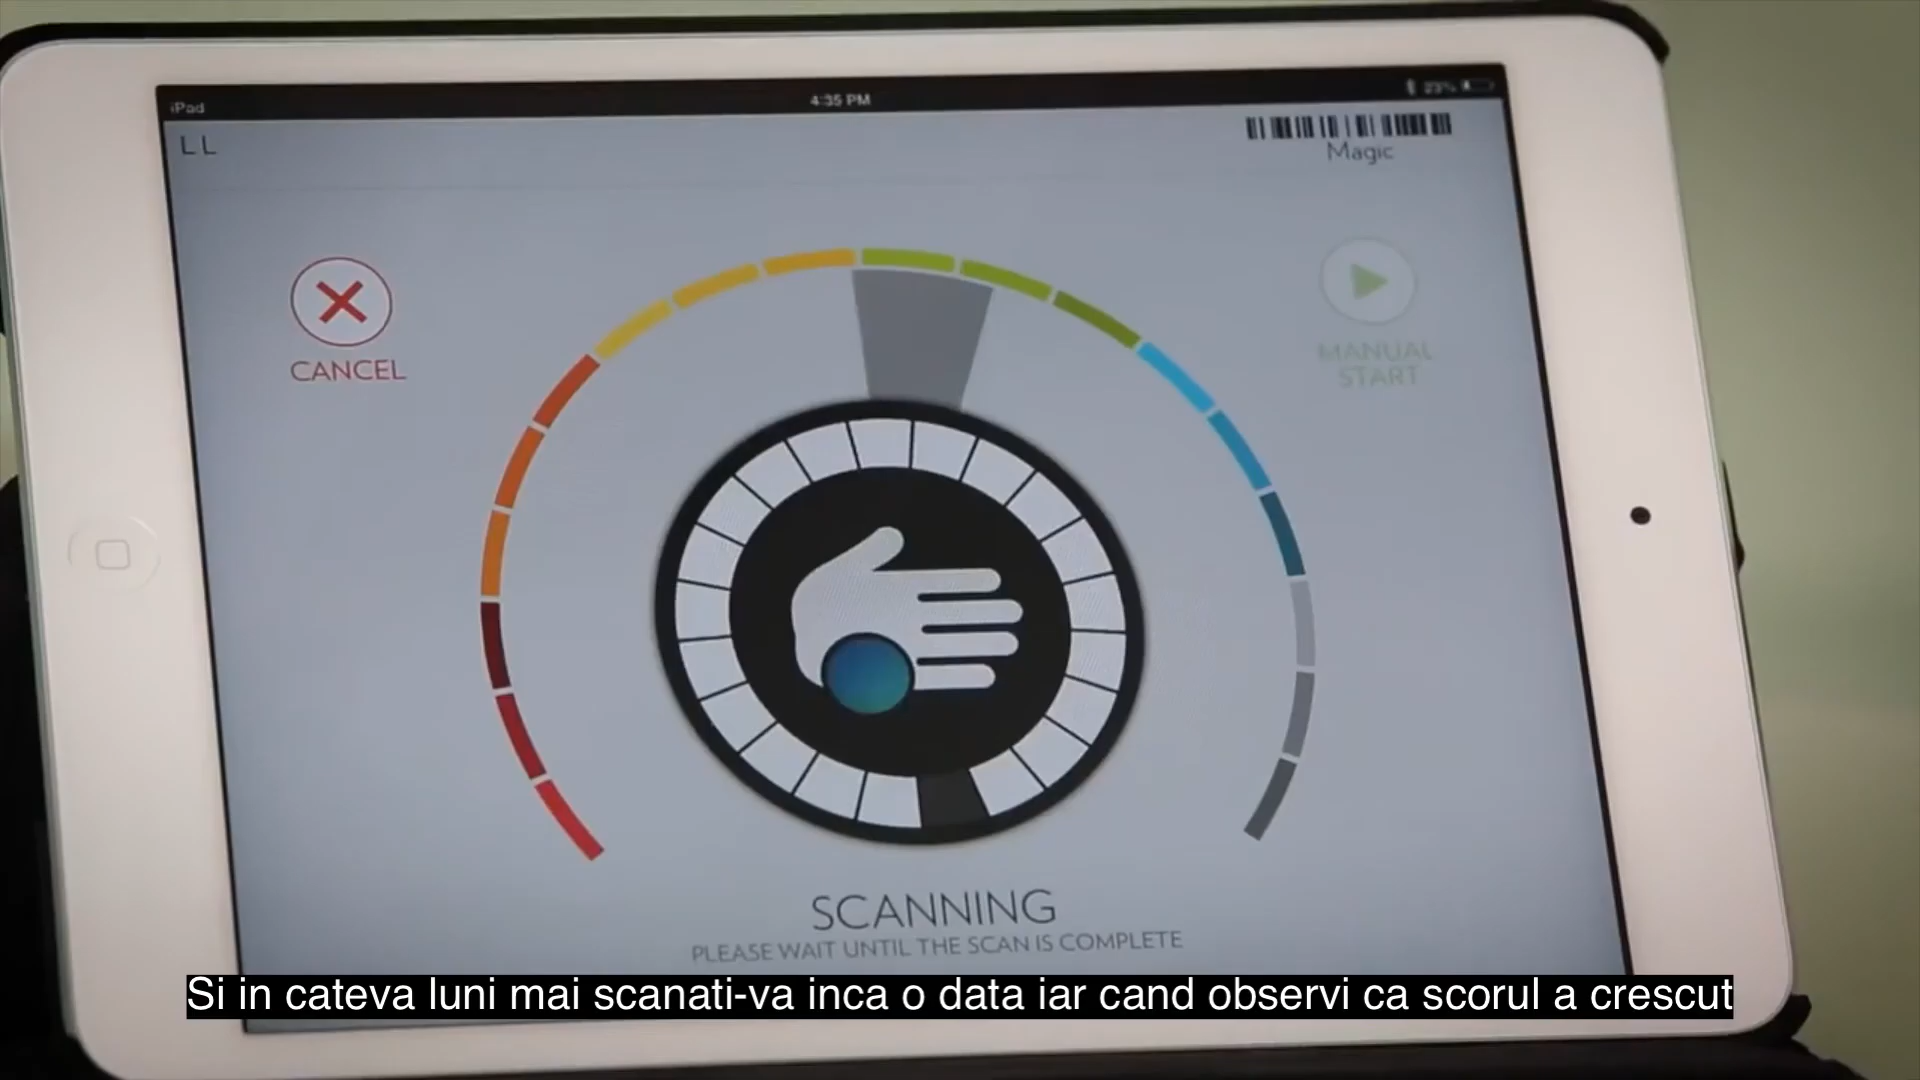 iPad
4:35 PM
23%
L L
Magic
CANCEL
MANUAL
START
SCANNING
PLEASE WAIT UNTIL THE SCAN IS COMPLETE
Si in cateva luni mai scanati-va inca o data iar cand observi ca scorul a crescut